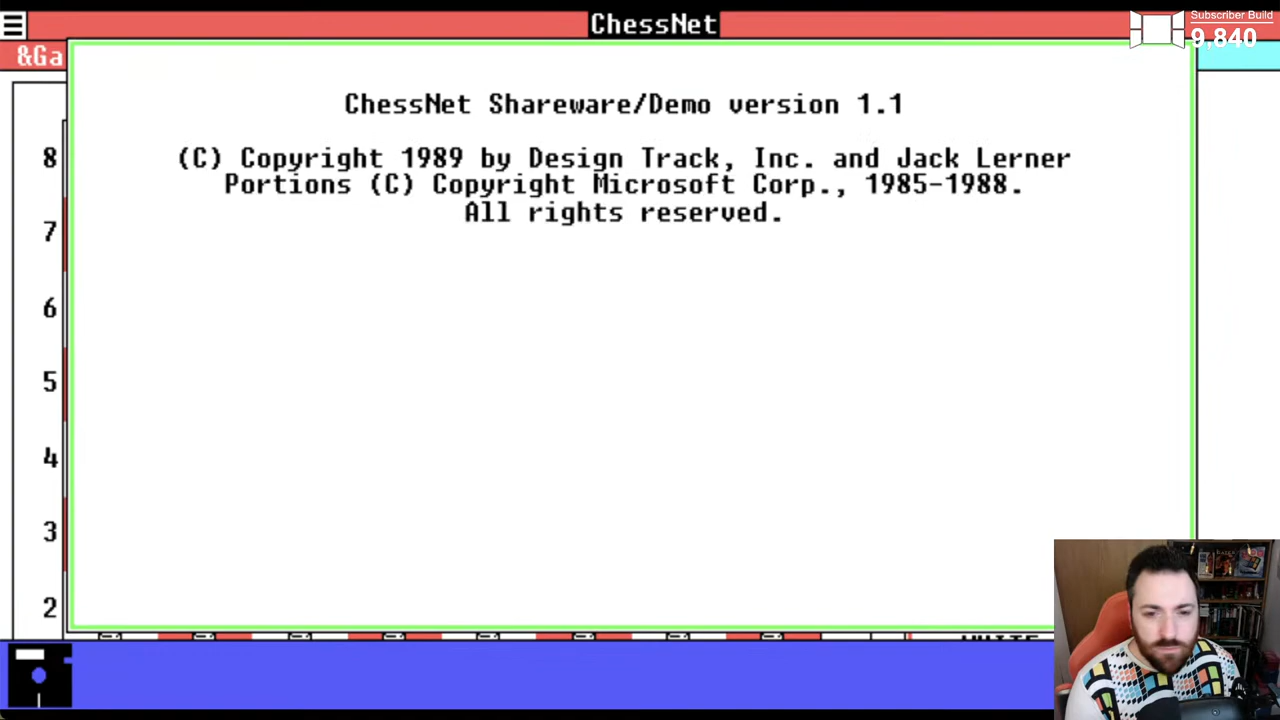 ChessNet
Subscriber Build
9,840
&Ga
ChessNet Shareware/Demo version 1.1
(C) Copyright 1989 by Design Track, Inc. and Jack Lerner
Portions (C) Copyright Microsoft Corp., 1985-1988.
All rights reserved.
8
7
6
5
4
3
2
WHITE